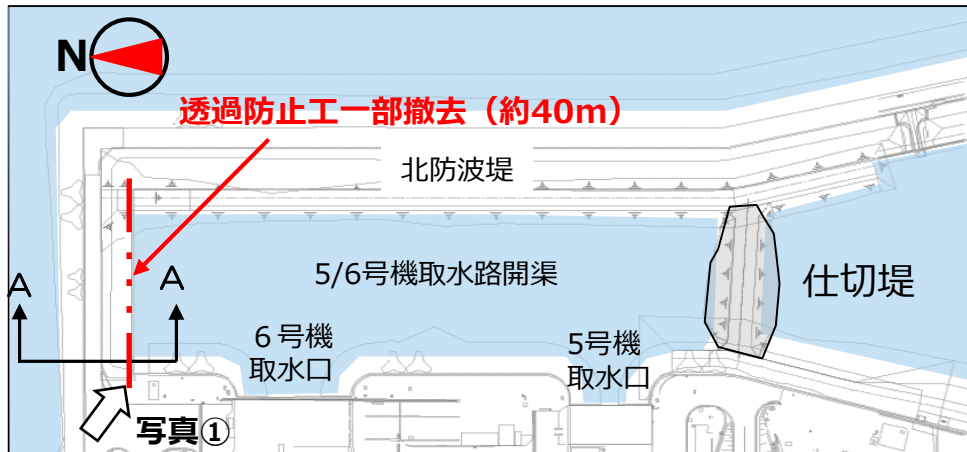 N
透過防止工一部撤去（約40m）
北防波堤
5/6号機取水路開渠
仕切堤
A
A
６号機
取水口
5号機
取水口
写真①